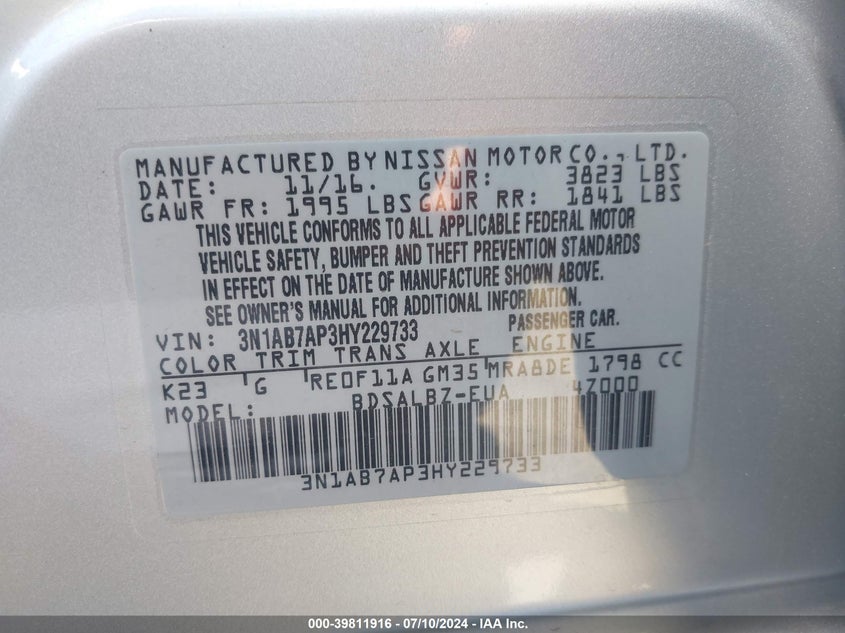 MANUFACTURED BY NISSAN MOTOR CO., LTD.
DATE: 11/16. GVWR: 3823 LBS
GAWR FR: 1995 LBS GAWR RR: 1841 LBS
THIS VEHICLE CONFORMS TO ALL APPLICABLE FEDERAL MOTOR
VEHICLE SAFETY, BUMPER AND THEFT PREVENTION STANDARDS
IN EFFECT ON THE DATE OF MANUFACTURE SHOWN ABOVE.
SEE OWNER'S MANUAL FOR ADDITIONAL INFORMATION.
VIN: 3N1AB7AP3HY229733 PASSENGER CAR.
COLOR TRIM TRANS AXLE ENGINE
K23 G RE0F11A GM35 MRA8DE 1798 CC
MODEL: BDSALBZ-EUA 4Z000
3N1AB7AP3HY229733
000-39811916 - 07/10/2024 - IAA Inc.